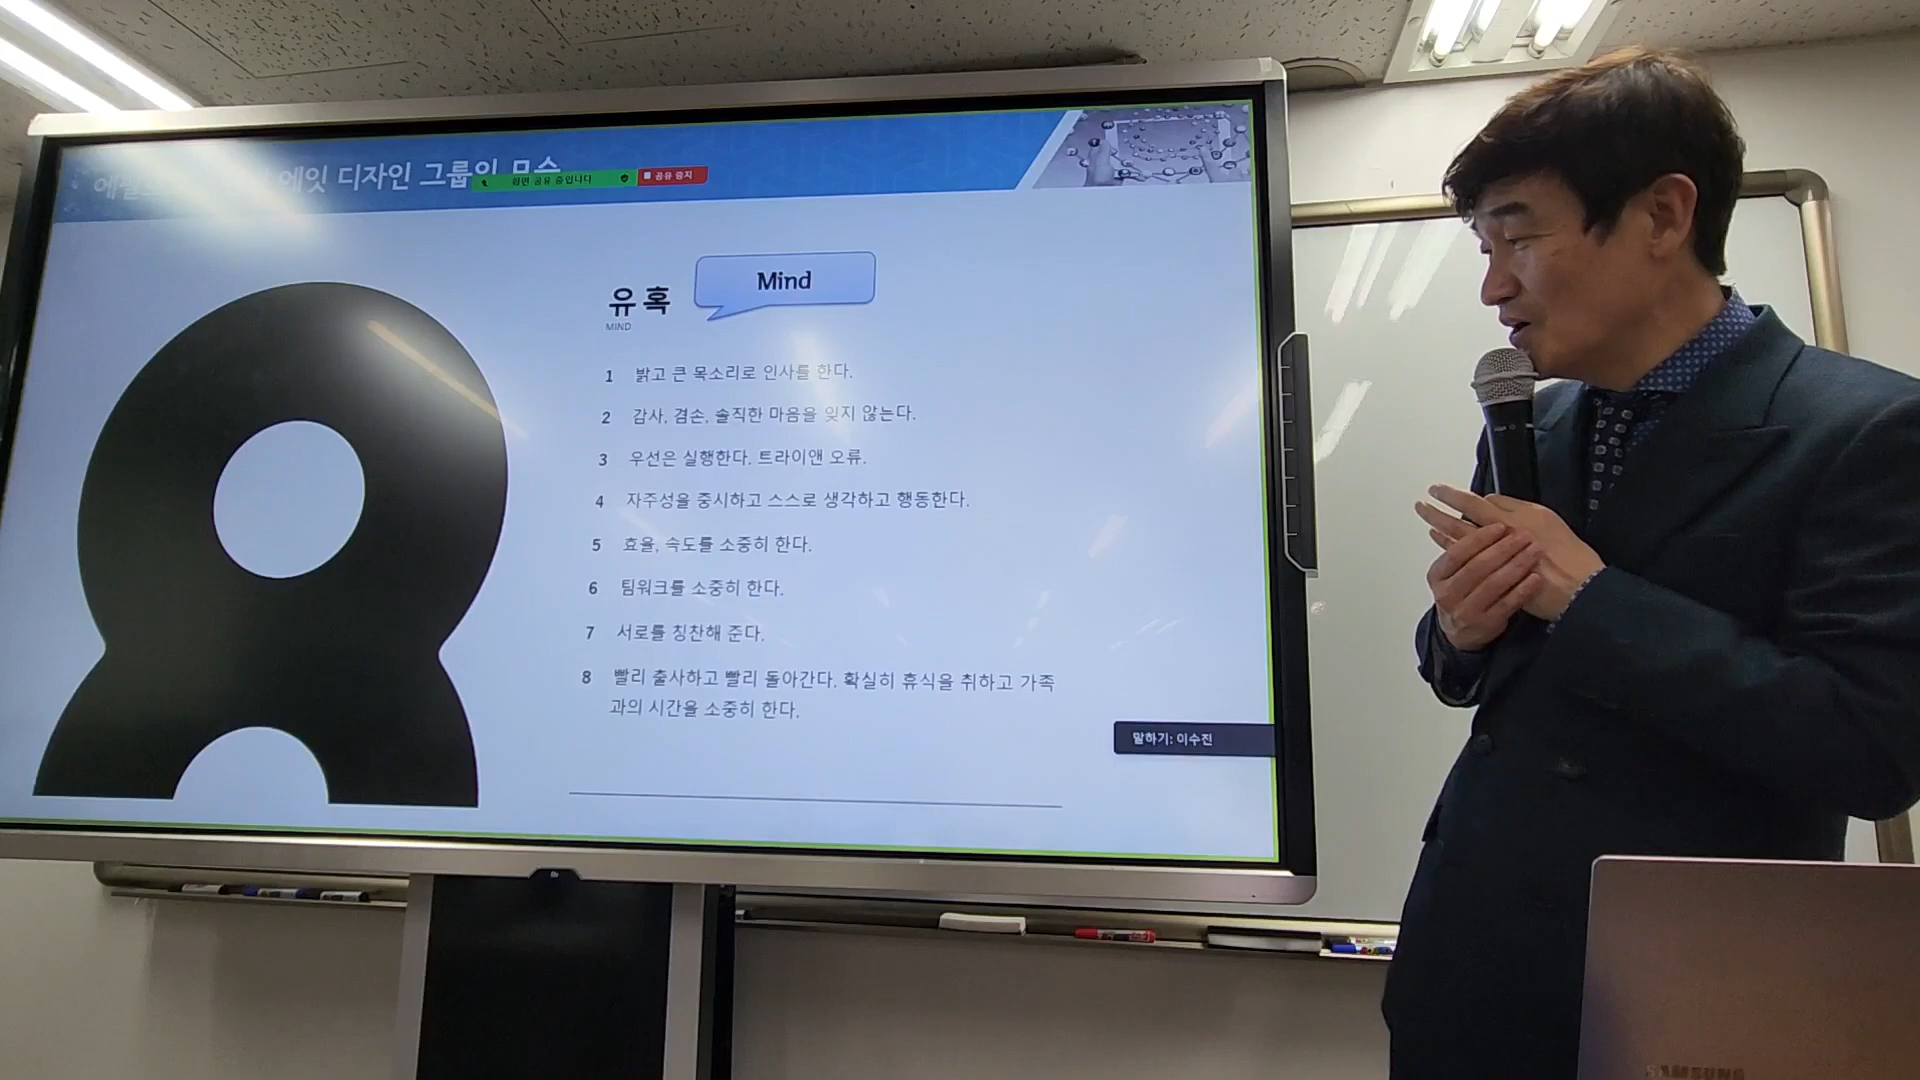 에잇 디자인 그룹의 모습
화면 공유 중입니다
공유 중지
Mind
유혹
MIND
1 밝고 큰 목소리로 인사를 한다.
2 감사, 겸손, 솔직한 마음을 잊지 않는다.
3 우선은 실행한다. 트라이앤 오류.
4 자주성을 중시하고 스스로 생각하고 행동한다.
5 효율, 속도를 소중히 한다.
6 팀워크를 소중히 한다.
7 서로를 칭찬해 준다.
8 빨리 출사하고 빨리 돌아간다. 확실히 휴식을 취하고 가족
과의 시간을 소중히 한다.
말하기: 이수진
SAMSUNG